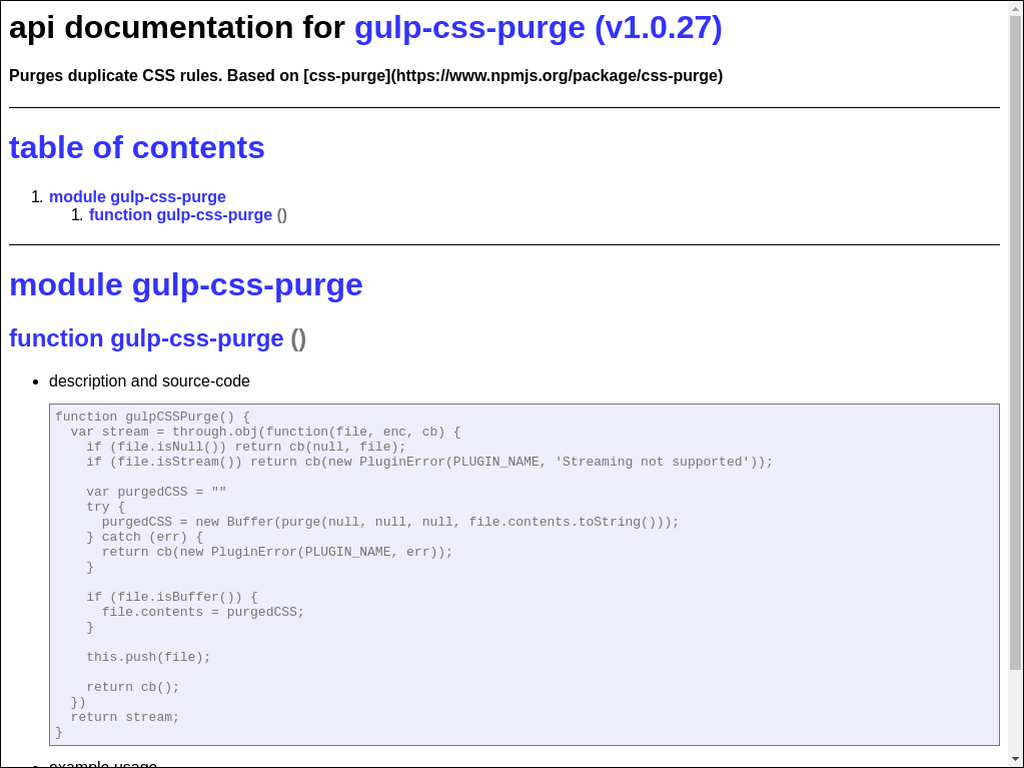 api documentation for gulp-css-purge (v1.0.27)
Purges duplicate CSS rules. Based on [css-purge](https://www.npmjs.org/package/css-purge)
table of contents
1. module gulp-css-purge
1. function gulp-css-purge ()
module gulp-css-purge
function gulp-css-purge ()
• description and source-code
function gulpCSSPurge() {
  var stream = through.obj(function(file, enc, cb) {
    if (file.isNull()) return cb(null, file);
    if (file.isStream()) return cb(new PluginError(PLUGIN_NAME, 'Streaming not supported'));

    var purgedCSS = ""
    try {
      purgedCSS = new Buffer(purge(null, null, null, file.contents.toString()));
    } catch (err) {
      return cb(new PluginError(PLUGIN_NAME, err));
    }

    if (file.isBuffer()) {
      file.contents = purgedCSS;
    }

    this.push(file);

    return cb();
  })
  return stream;
}
• example usage